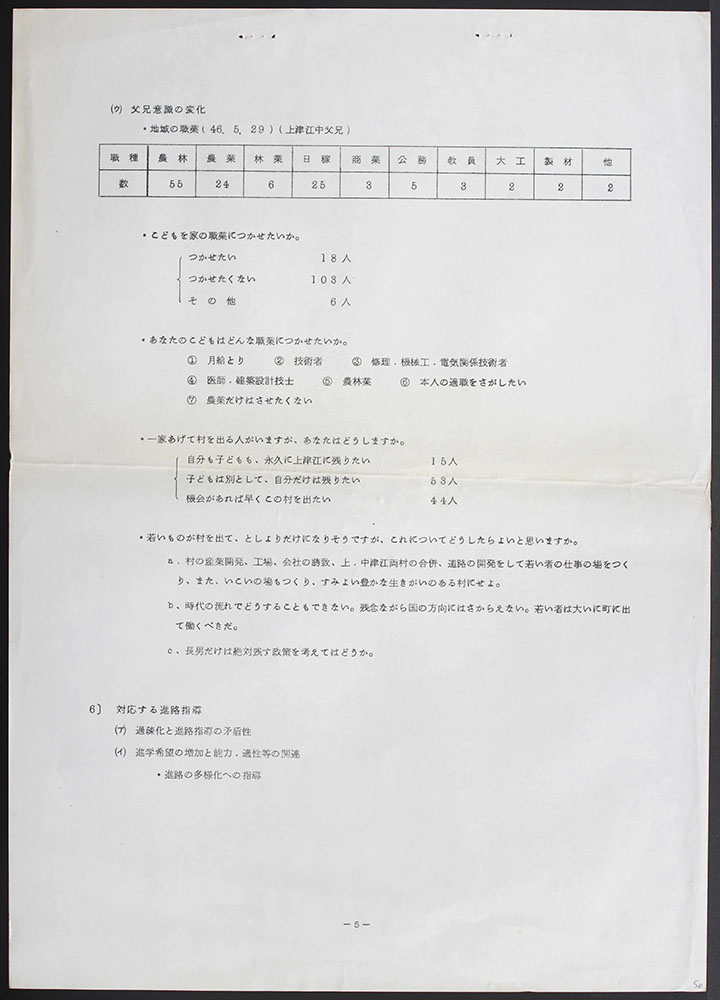 (ウ) 父兄意識の変化
・地域の職業(46．5．29)(上津江中父兄)
職種 農林 農業 林業 日稼 商業 公務 教員 大工 製材 他
数 55 24 6 25 3 5 3 2 2 2
・こどもを家の職業につかせたいか。
つかせたい 18人
つかせたくない 103人
その他 6人
・あなたのこどもはどんな職業につかせたいか。
① 月給とり ② 技術者 ③ 修理．機械工．電気関係技術者
④ 医師．建築設計技士 ⑤ 農林業 ⑥ 本人の適職をさがしたい
⑦ 農業だけはさせたくない
・一家あげて村を出る人がいますが、あなたはどうしますか。
自分も子どもも、永久に上津江に残りたい 15人
子どもは別として、自分だけは残りたい 53人
機会があれば早くこの村を出たい 44人
・若いものが村を出て、としよりだけになりそうですが、これについてどうしたらよいと思いますか。
a．村の産業開発、工場、会社の誘致、上．中津江両村の合併、道路の開発をして若い者の仕事の場をつく
り、また．いこいの場もつくり、すみよい豊かな生きがいのある村にせよ。
b、時代の流れでどうすることもできない。残念ながら国の方向にはさからえない。若い者は大いに町に出
て働くべきだ。
c、長男だけは絶対残す政策を考えてはどうか。
6〕 対応する進路指導
(ア) 過疎化と進路指導の矛盾性
(イ) 進学希望の増加と能力．適性等の関連
・進路の多様化への指導
－5－